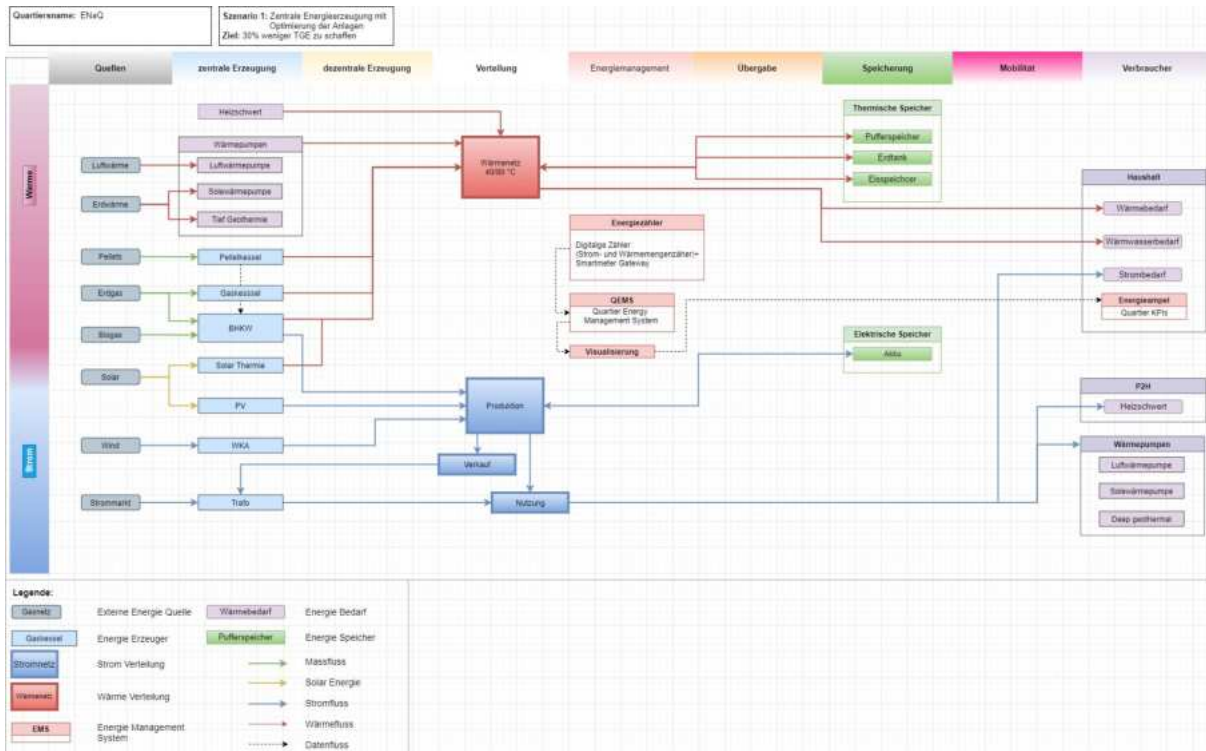 Quartiersname: ENaQ
Szenario 1: Zentrale Energieerzeugung mit
Optimierung der Anlagen
Ziel: 30% weniger TGE zu schaffen
Quellen
zentrale Erzeugung
dezentrale Erzeugung
Verteilung
Energiemanagement
Übergabe
Speicherung
Mobilität
Verbraucher
Wärme
Strom
Heizschwert
Wärmepumpen
Luftwärme
Luftwärmepumpe
Erdwärme
Solewärmepumpe
Tief Geothermie
Pellets
Pelletkessel
Erdgas
Gaskessel
Biogas
BHKW
Solar
Solar Thermie
PV
Wind
WKA
Strommarkt
Trafo
Wärmenetz
Produktion
Verkauf
Nutzung
Energiezähler
Digitalge Zähler
(Strom- und Wärmemengenzähler)+
Smartmeter Gateway
QEMS
Quartier Energy
Management System
Visualisierung
Thermische Speicher
Pufferspeicher
Erdtank
Eisspeicher
Elektrische Speicher
Akku
Haushalt
Wärmebedarf
Warmwasserbedarf
Strombedarf
Energieampel
Quartier KPIs
P2H
Heizschwert
Wärmepumpen
Luftwärmepumpe
Solewärmepumpe
Deep geothermal
Legende:
Gasnetz
Externe Energie Quelle
Wärmebedarf
Energie Bedarf
Gaskessel
Energie Erzeuger
Pufferspeicher
Energie Speicher
Stromnetz
Strom Verteilung
Massfluss
Solar Energie
Wärmenetz
Wärme Verteilung
Stromfluss
Wärmefluss
EMS
Energie Management
System
Datenfluss